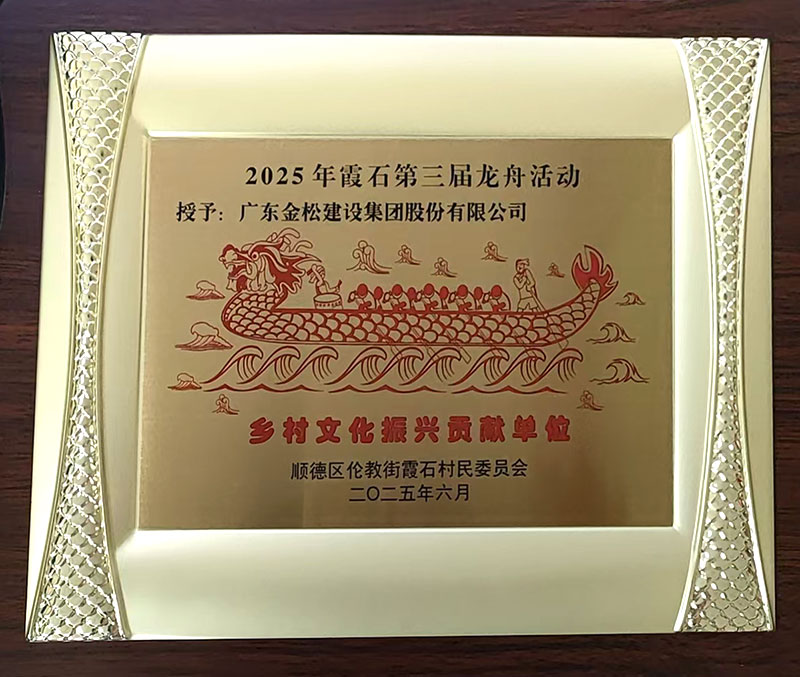 2025年霞石第三届龙舟活动
授予：广东金松建设集团股份有限公司
乡村文化振兴贡献单位
顺德区伦教街霞石村民委员会
二〇二五年六月